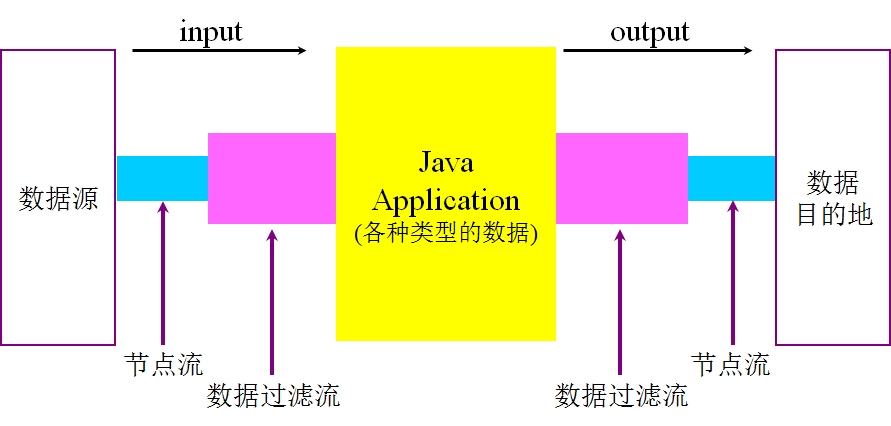 input
output
数据源
Java
Application
(各种类型的数据)
数据
目的地
节点流
数据过滤流
数据过滤流
节点流